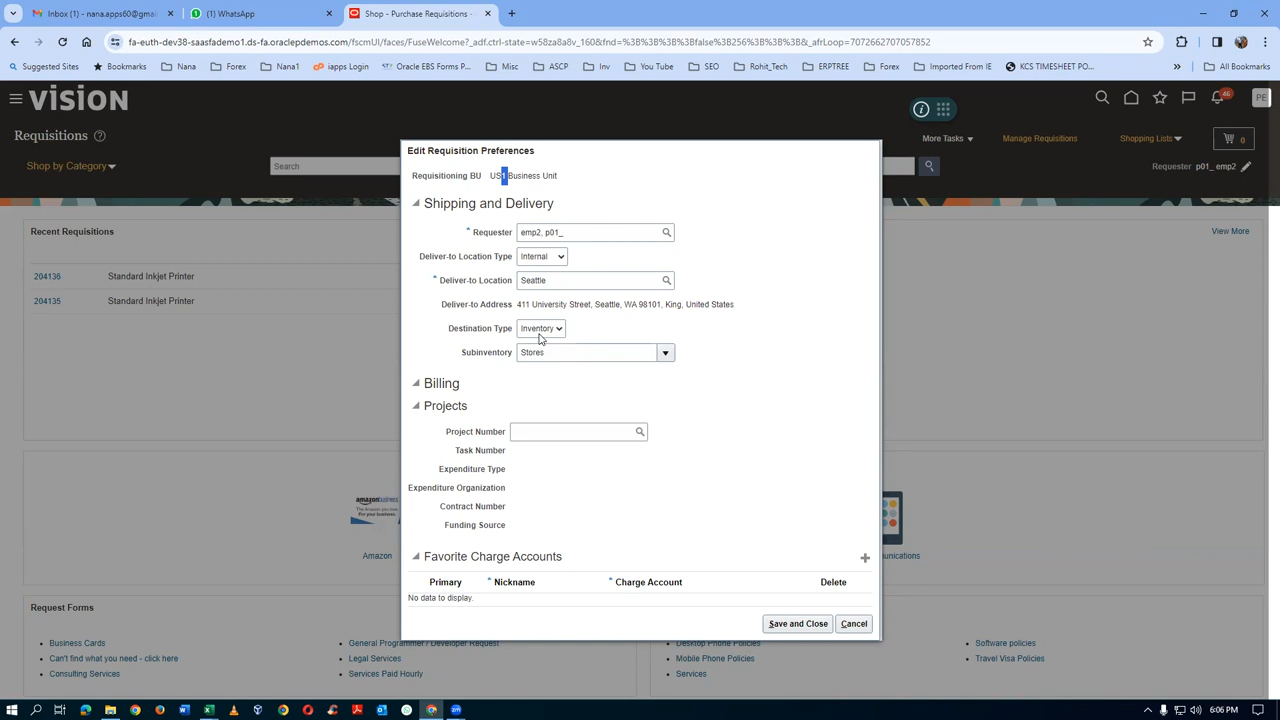 Inbox (1) - nana.apps60@gmail.c
(1) WhatsApp
Shop - Purchase Requisitions -
fa-euth-dev38-saasfademo1.ds-fa.oraclepdemos.com/fscmUI/faces/FuseWelcome?_adf.ctrl-state=w58za8a8v_160&fnd=%3B%3B%3B%3Bfalse%3B256%3B%3B%3B&_afrLoop=7072662707057852
Suggested Sites
Bookmarks
Nana
Forex
Nana1
iapps Login
Oracle EBS Forms P...
Misc
ASCP
Inv
You Tube
SEO
Rohit_Tech
ERPTREE
Forex
Imported From IE
KCS TIMESHEET PO...
All Bookmarks
VISION
46
PE
Requisitions
More Tasks
Manage Requisitions
Shopping Lists
0
Shop by Category
Search
Requester p01_ emp2
Edit Requisition Preferences
Requisitioning BU US1 Business Unit
Shipping and Delivery
* Requester emp2, p01_
Deliver-to Location Type Internal
* Deliver-to Location Seattle
Deliver-to Address 411 University Street, Seattle, WA 98101, King, United States
Destination Type Inventory
Subinventory Stores
Billing
Projects
Project Number
Task Number
Expenditure Type
Expenditure Organization
Contract Number
Funding Source
Favorite Charge Accounts
Primary * Nickname * Charge Account Delete
No data to display.
Save and Close Cancel
Recent Requisitions
View More
204136 Standard Inkjet Printer
204135 Standard Inkjet Printer
amazonbusiness
Amazon
unications
Request Forms
Business Cards
Can't find what you need - click here
Consulting Services
General Programmer / Developer Request
Legal Services
Services Paid Hourly
Desktop Phone Policies
Mobile Phone Policies
Services
Software policies
Travel Visa Policies
6:06 PM